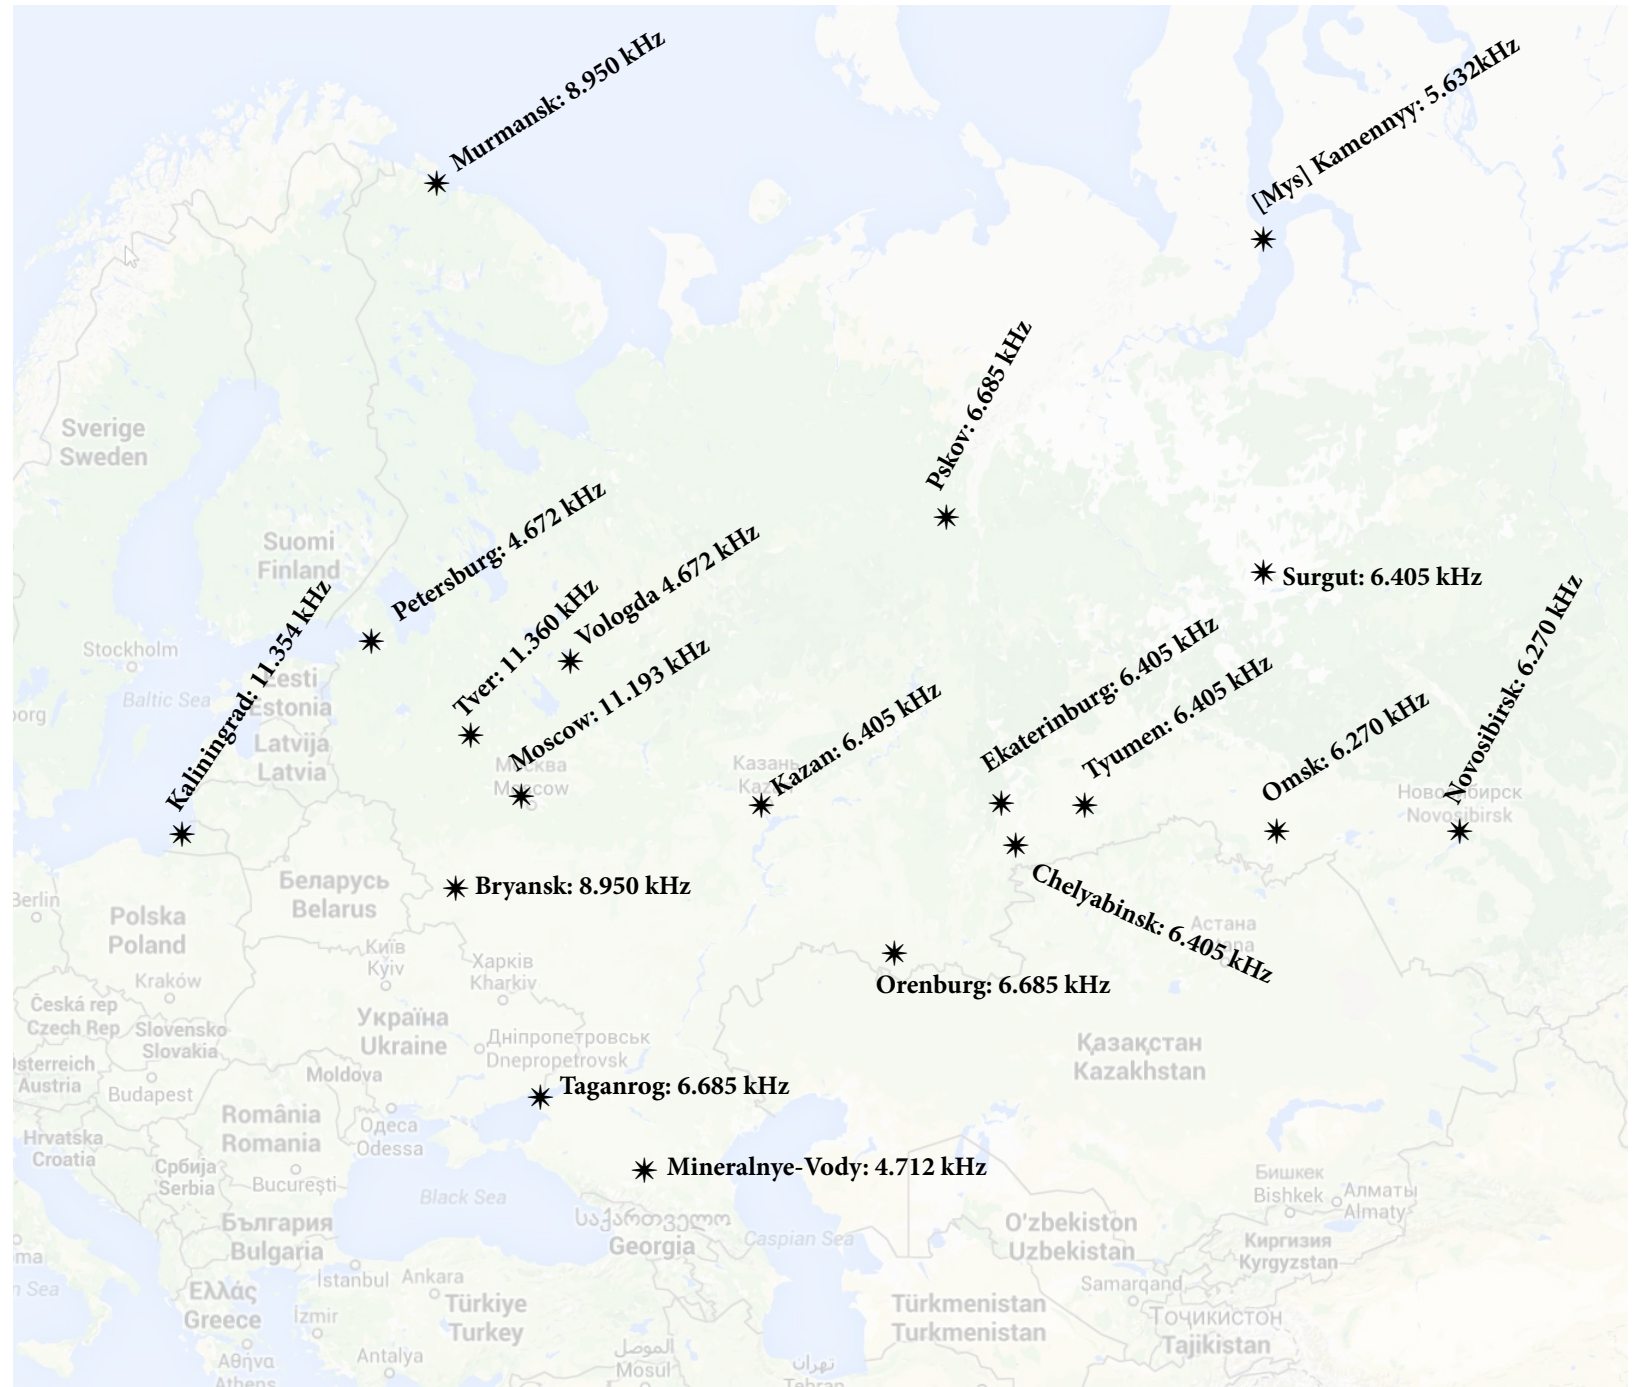 Murmansk: 8.950 kHz
[Mys] Kamennyy: 5.632kHz
Pskov: 6.685 kHz
Sverige
Sweden
Petersburg: 4.672 kHz
Suomi
Finland
Vologda 4.672 kHz
Surgut: 6.405 kHz
Kaliningrad: 11.354 kHz
Tver: 11.360 kHz
Stockholm
Baltic Sea
Eesti
Estonia
org
Moscow: 11.193 kHz
Ekaterinburg: 6.405 kHz
Tyumen: 6.405 kHz
Novosibirsk: 6.270 kHz
Latvija
Latvia
Москва
Moscow
Казань
Kazan: 6.405 kHz
Omsk: 6.270 kHz
Новосибирск
Novosibirsk
Беларусь
Belarus
Bryansk: 8.950 kHz
Chelyabinsk: 6.405 kHz
Berlin
Polska
Poland
Астана
Київ
Kyiv
Харків
Kharkiv
Kraków
Orenburg: 6.685 kHz
Česká rep
Czech Rep
Slovensko
Slovakia
Україна
Ukraine
Дніпропетровськ
Dnepropetrovsk
Қазақстан
Kazakhstan
sterreich
Austria
Budapest
Moldova
Taganrog: 6.685 kHz
România
Romania
Одеса
Odessa
Hrvatska
Croatia
Србија
Serbia
București
Mineralnye-Vody: 4.712 kHz
Black Sea
Бишкек
Bishkek
Алматы
Almaty
България
Bulgaria
საქართველო
Georgia
Caspian Sea
O'zbekiston
Uzbekistan
Киргизия
Kyrgyzstan
ma
n Sea
İstanbul
Ankara
Samarqand
Ελλάς
Greece
İzmir
Türkiye
Turkey
Türkmenistan
Turkmenistan
Тоҷикистон
Tajikistan
Αθήνα
Athens
Antalya
الموصل
Mosul
تهران
Tehran